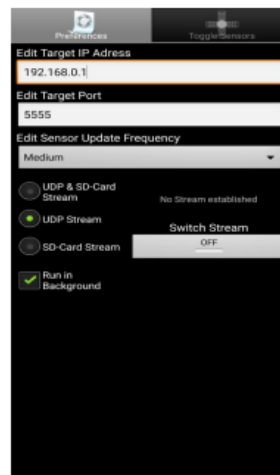 Preferences
Toggle Sensors
Edit Target IP Adress
192.168.0.1
Edit Target Port
5555
Edit Sensor Update Frequency
Medium
UDP & SD-Card
Stream
No Stream established
UDP Stream
Switch Stream
OFF
SD-Card Stream
Run in
Background